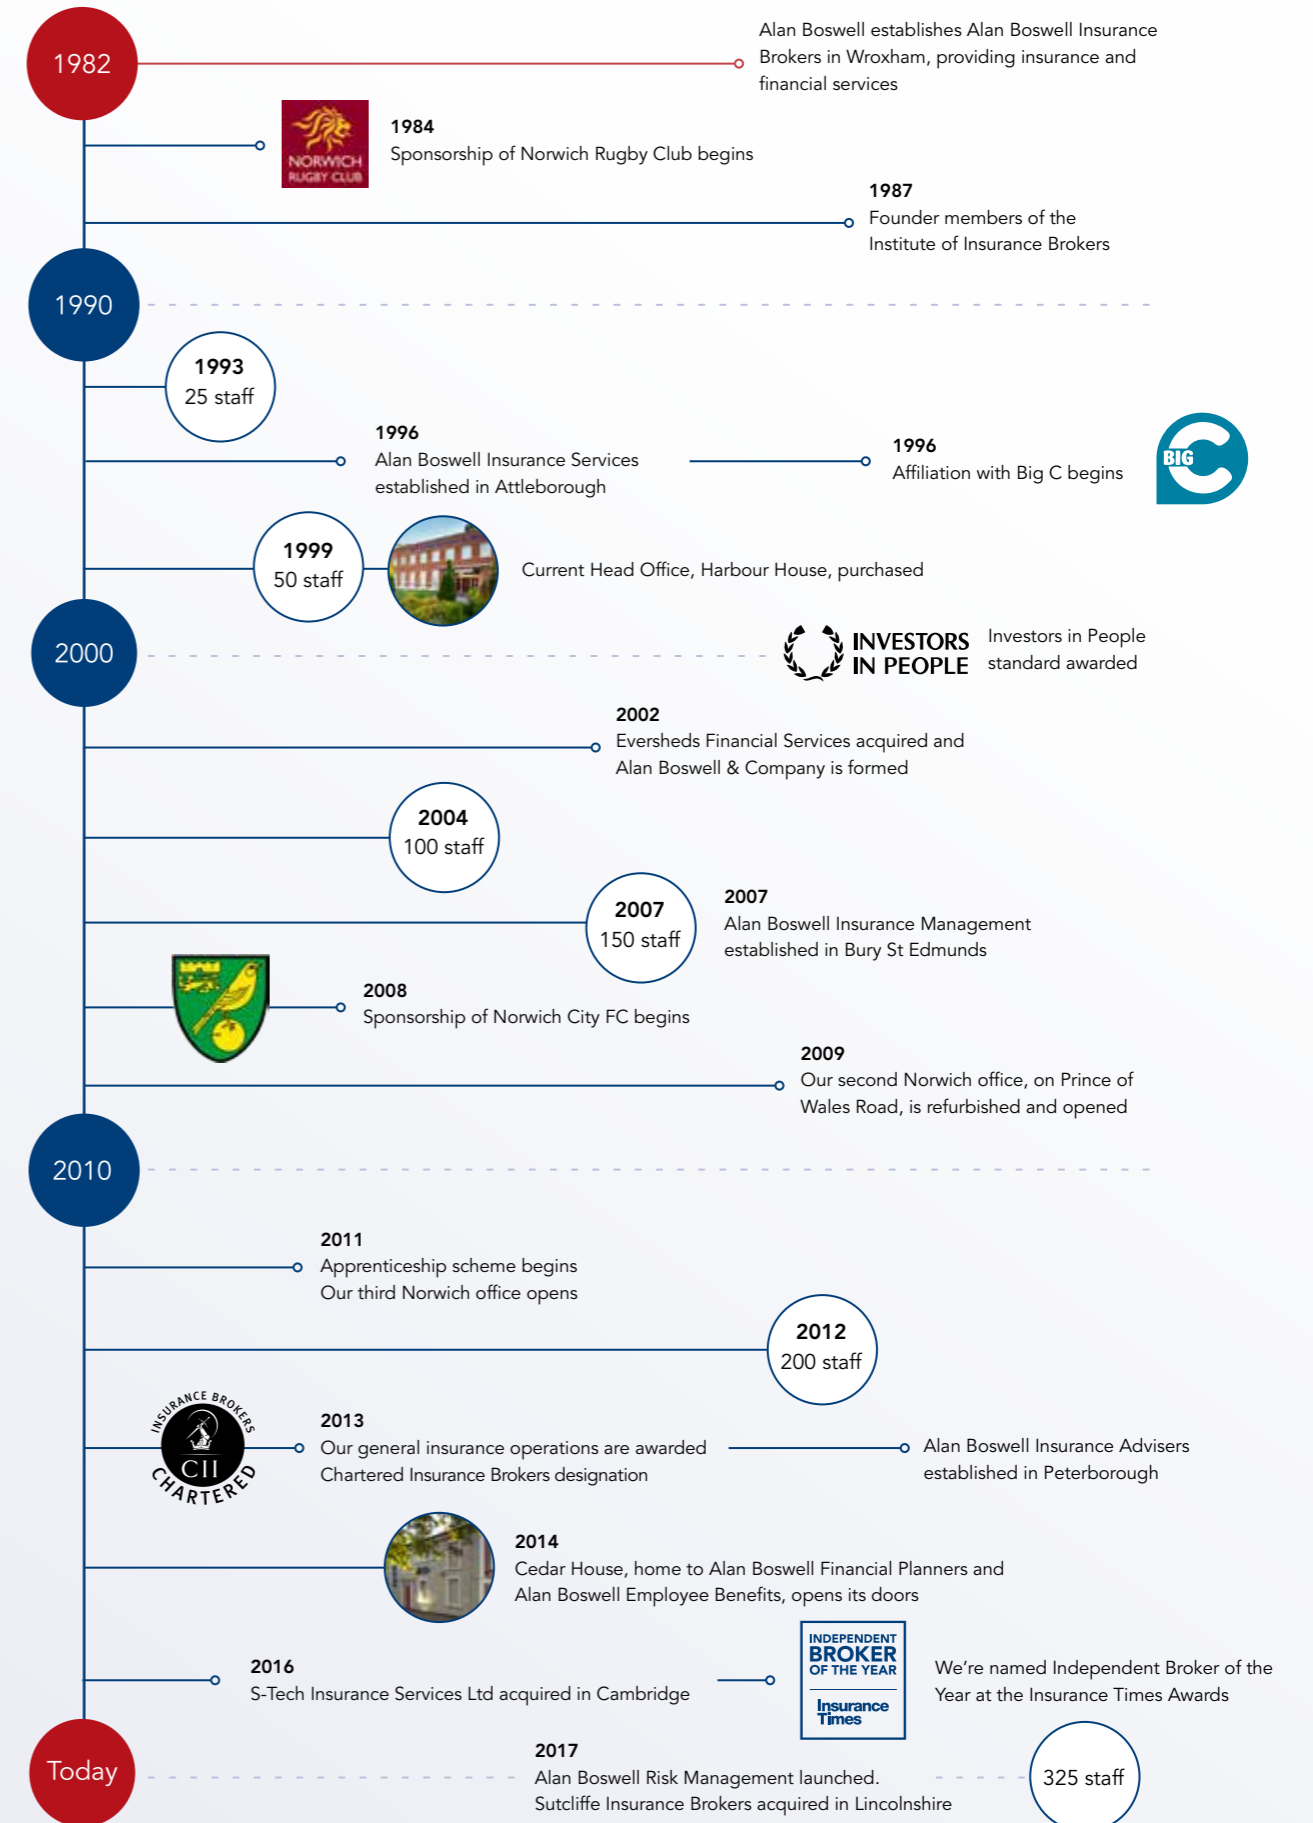 1982
Alan Boswell establishes Alan Boswell Insurance
Brokers in Wroxham, providing insurance and
financial services
NORWICH
RUGBY CLUB
1984
Sponsorship of Norwich Rugby Club begins
1987
Founder members of the
Institute of Insurance Brokers
1990
1993
25 staff
1996
Alan Boswell Insurance Services
established in Attleborough
1996
Affiliation with Big C begins
BIG
C
1999
50 staff
Current Head Office, Harbour House, purchased
2000
INVESTORS
IN PEOPLE
Investors in People
standard awarded
2002
Eversheds Financial Services acquired and
Alan Boswell & Company is formed
2004
100 staff
2007
150 staff
2007
Alan Boswell Insurance Management
established in Bury St Edmunds
2008
Sponsorship of Norwich City FC begins
2009
Our second Norwich office, on Prince of
Wales Road, is refurbished and opened
2010
2011
Apprenticeship scheme begins
Our third Norwich office opens
2012
200 staff
INSURANCE BROKERS
CII
CHARTERED
2013
Our general insurance operations are awarded
Chartered Insurance Brokers designation
Alan Boswell Insurance Advisers
established in Peterborough
2014
Cedar House, home to Alan Boswell Financial Planners and
Alan Boswell Employee Benefits, opens its doors
2016
S-Tech Insurance Services Ltd acquired in Cambridge
INDEPENDENT
BROKER
OF THE YEAR
Insurance
Times
We're named Independent Broker of the
Year at the Insurance Times Awards
Today
2017
Alan Boswell Risk Management launched.
Sutcliffe Insurance Brokers acquired in Lincolnshire
325 staff